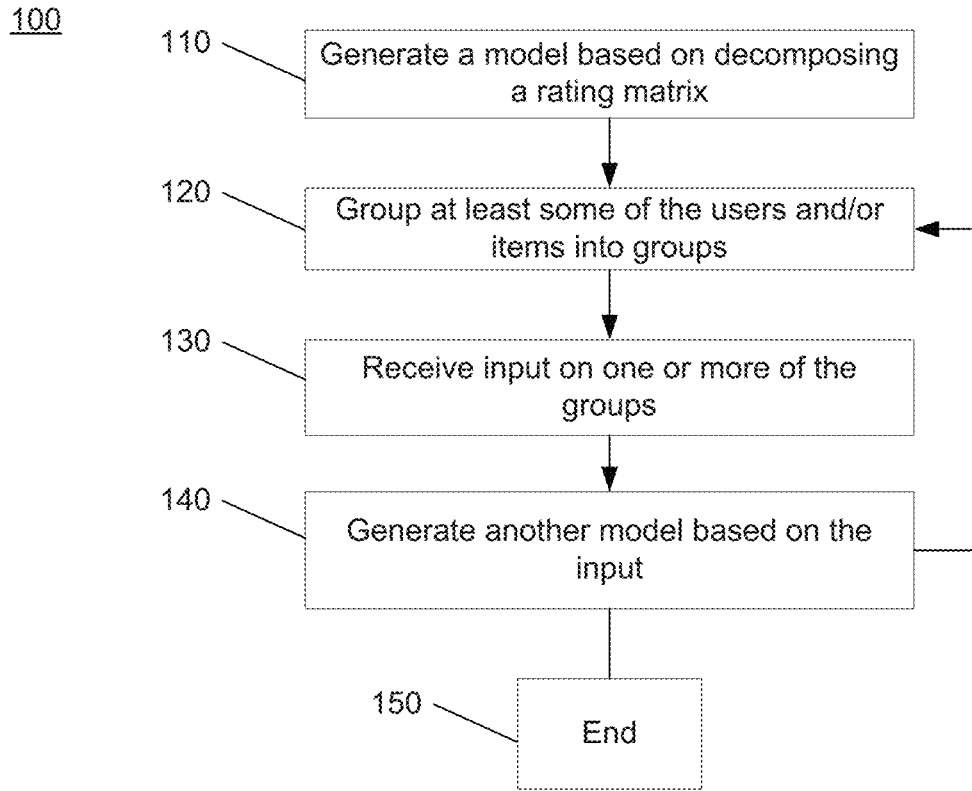 100
110
Generate a model based on decomposing
a rating matrix
120
Group at least some of the users and/or
items into groups
130
Receive input on one or more of the
groups
140
Generate another model based on the
input
150
End